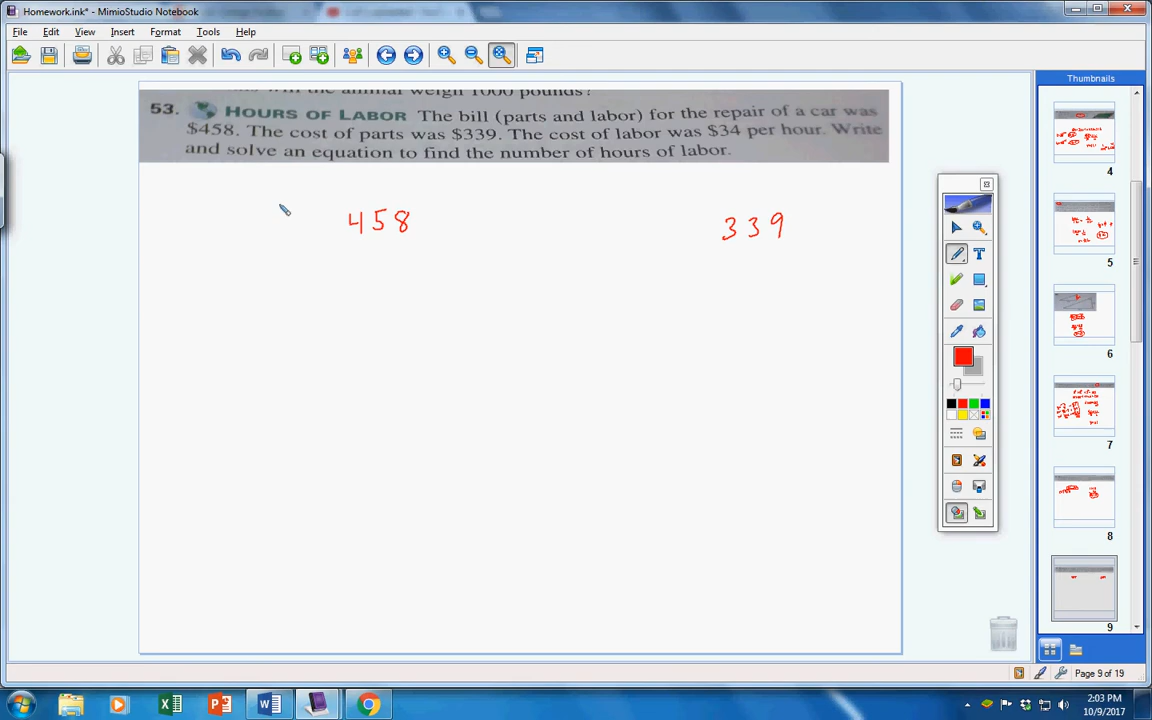 Homework.ink* - MimioStudio Notebook
File Edit View Insert Format Tools Help
Thumbnails
the animal weigh 1000 pounds?
53. HOURS OF LABOR The bill (parts and labor) for the repair of a car was
$458. The cost of parts was $339. The cost of labor was $34 per hour. Write
and solve an equation to find the number of hours of labor.
458 339
4
5
6
7
8
9
T
Page 9 of 19
2:03 PM
10/9/2017